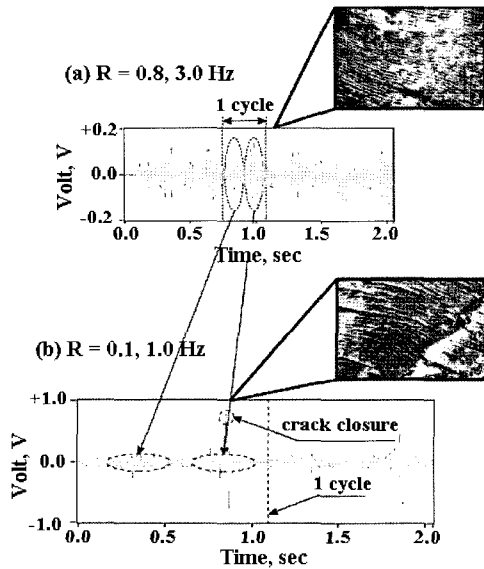 (a) R = 0.8, 3.0 Hz
1 cycle
+0.2
0.0
-0.2
Volt, V
0.0
0.5
1.0
1.5
2.0
Time, sec
(b) R = 0.1, 1.0 Hz
+1.0
0.0
-1.0
Volt, V
crack closure
1 cycle
0.0
0.5
1.0
1.5
2.0
Time, sec